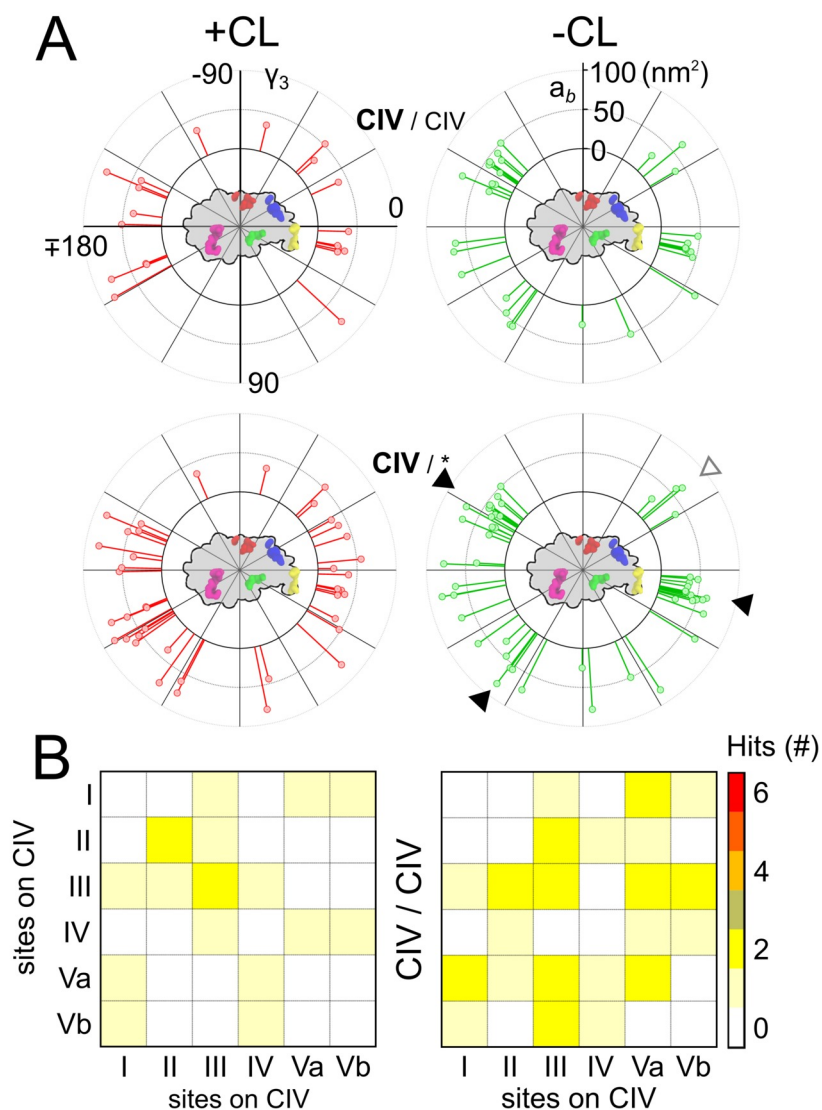 A
+CL
-CL
-90
γ₃
100 (nm²)
a_b
50
0
CIV / CIV
0
∓180
90
CIV / *
B
Hits (#)
I
II
III
IV
Va
Vb
sites on CIV
CIV / CIV
6
4
2
0
I II III IV Va Vb
sites on CIV
I II III IV Va Vb
sites on CIV